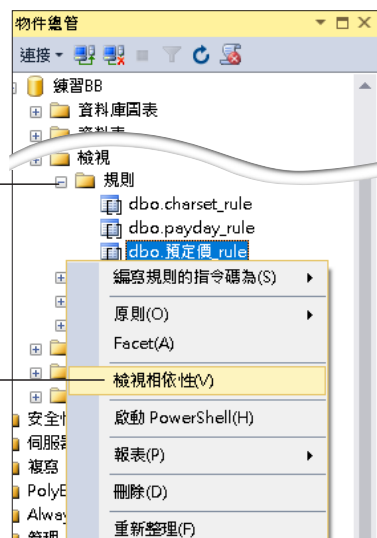 物件總管
連接
練習BB
資料庫圖表
資料表
檢視
規則
dbo.charset_rule
dbo.payday_rule
dbo.預定價_rule
編寫規則的指令碼為(S)
原則(O)
Facet(A)
檢視相依性(V)
啟動 PowerShell(H)
報表(P)
刪除(D)
重新整理(F)
安全
伺服器
複寫
PolyB
Alway
管理